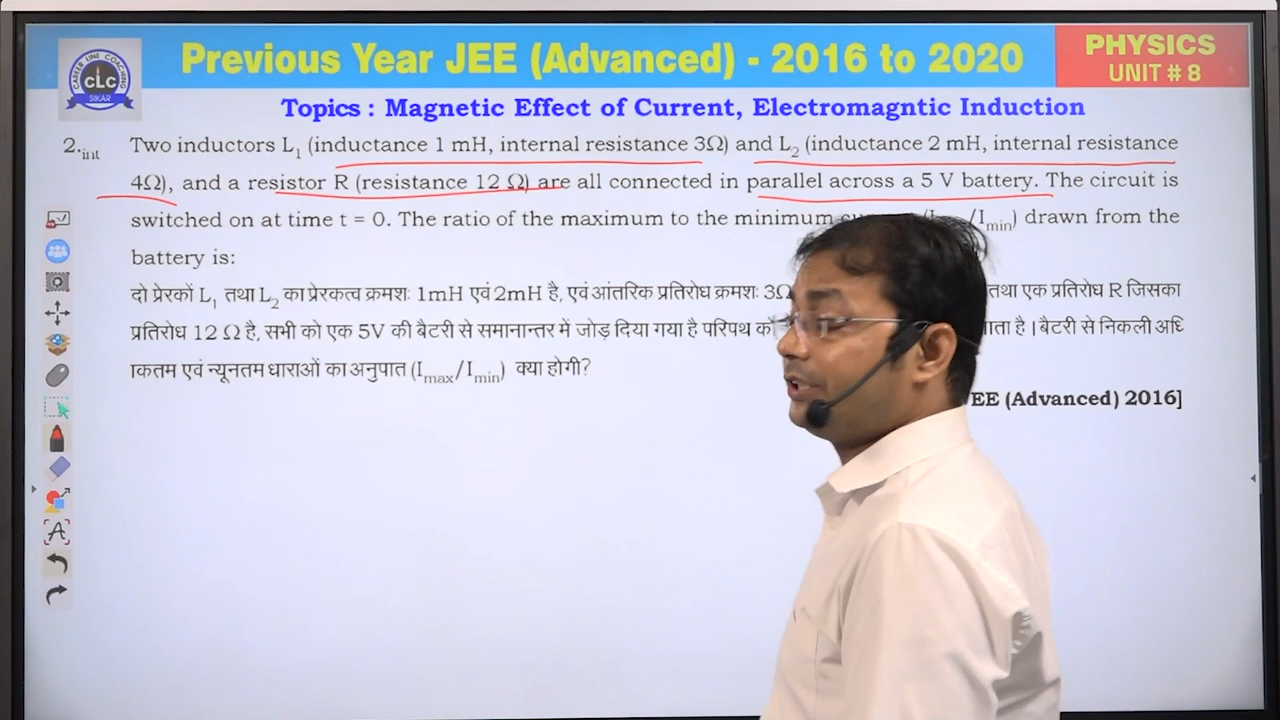 Previous Year JEE (Advanced) - 2016 to 2020
PHYSICS
UNIT # 8
CAREER LINE COACHING
CLC
SIKAR
Topics : Magnetic Effect of Current, Electromagntic Induction
2.int Two inductors L1 (inductance 1 mH, internal resistance 3Ω) and L2 (inductance 2 mH, internal resistance
4Ω), and a resistor R (resistance 12 Ω) are all connected in parallel across a 5 V battery. The circuit is
switched on at time t = 0. The ratio of the maximum to the minimum /Imin) drawn from the
battery is:
दो प्रेरकों L1 तथा L2 का प्रेरकत्व क्रमशः 1mH एवं 2mH है, एवं आंतरिक प्रतिरोध क्रमशः 3Ω तथा एक प्रतिरोध R जिसका
प्रतिरोध 12 Ω है, सभी को एक 5V की बैटरी से समानान्तर में जोड़ दिया गया है परिपथ को है। बैटरी से निकली अधि
कतम एवं न्यूनतम धाराओं का अनुपात (Imax/Imin) क्या होगी?
EE (Advanced) 2016]
A